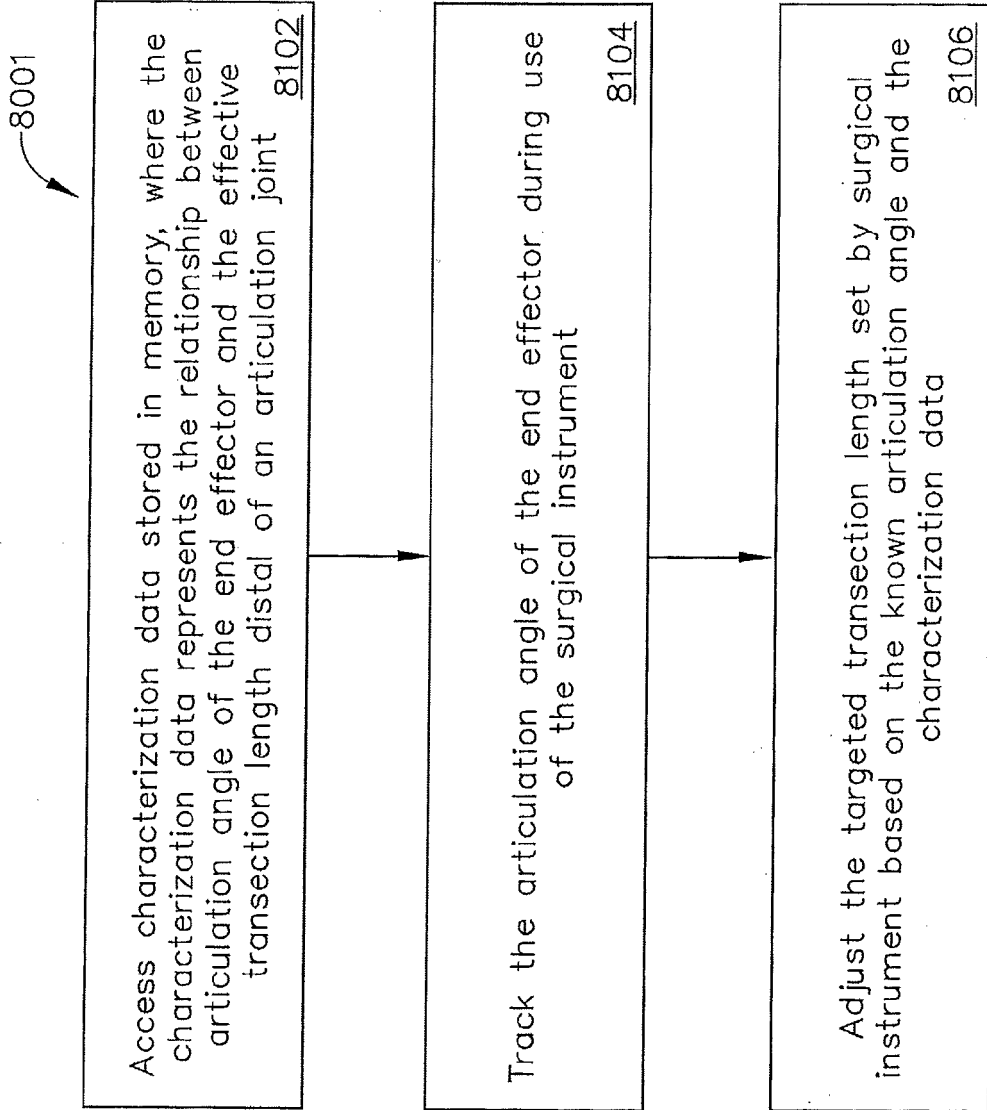 8001
Access characterization data stored in memory, where the
characterization data represents the relationship between
articulation angle of the end effector and the effective
transection length distal of an articulation joint
8102
Track the articulation angle of the end effector during use
of the surgical instrument
8104
Adjust the targeted transection length set by surgical
instrument based on the known articulation angle and the
characterization data
8106